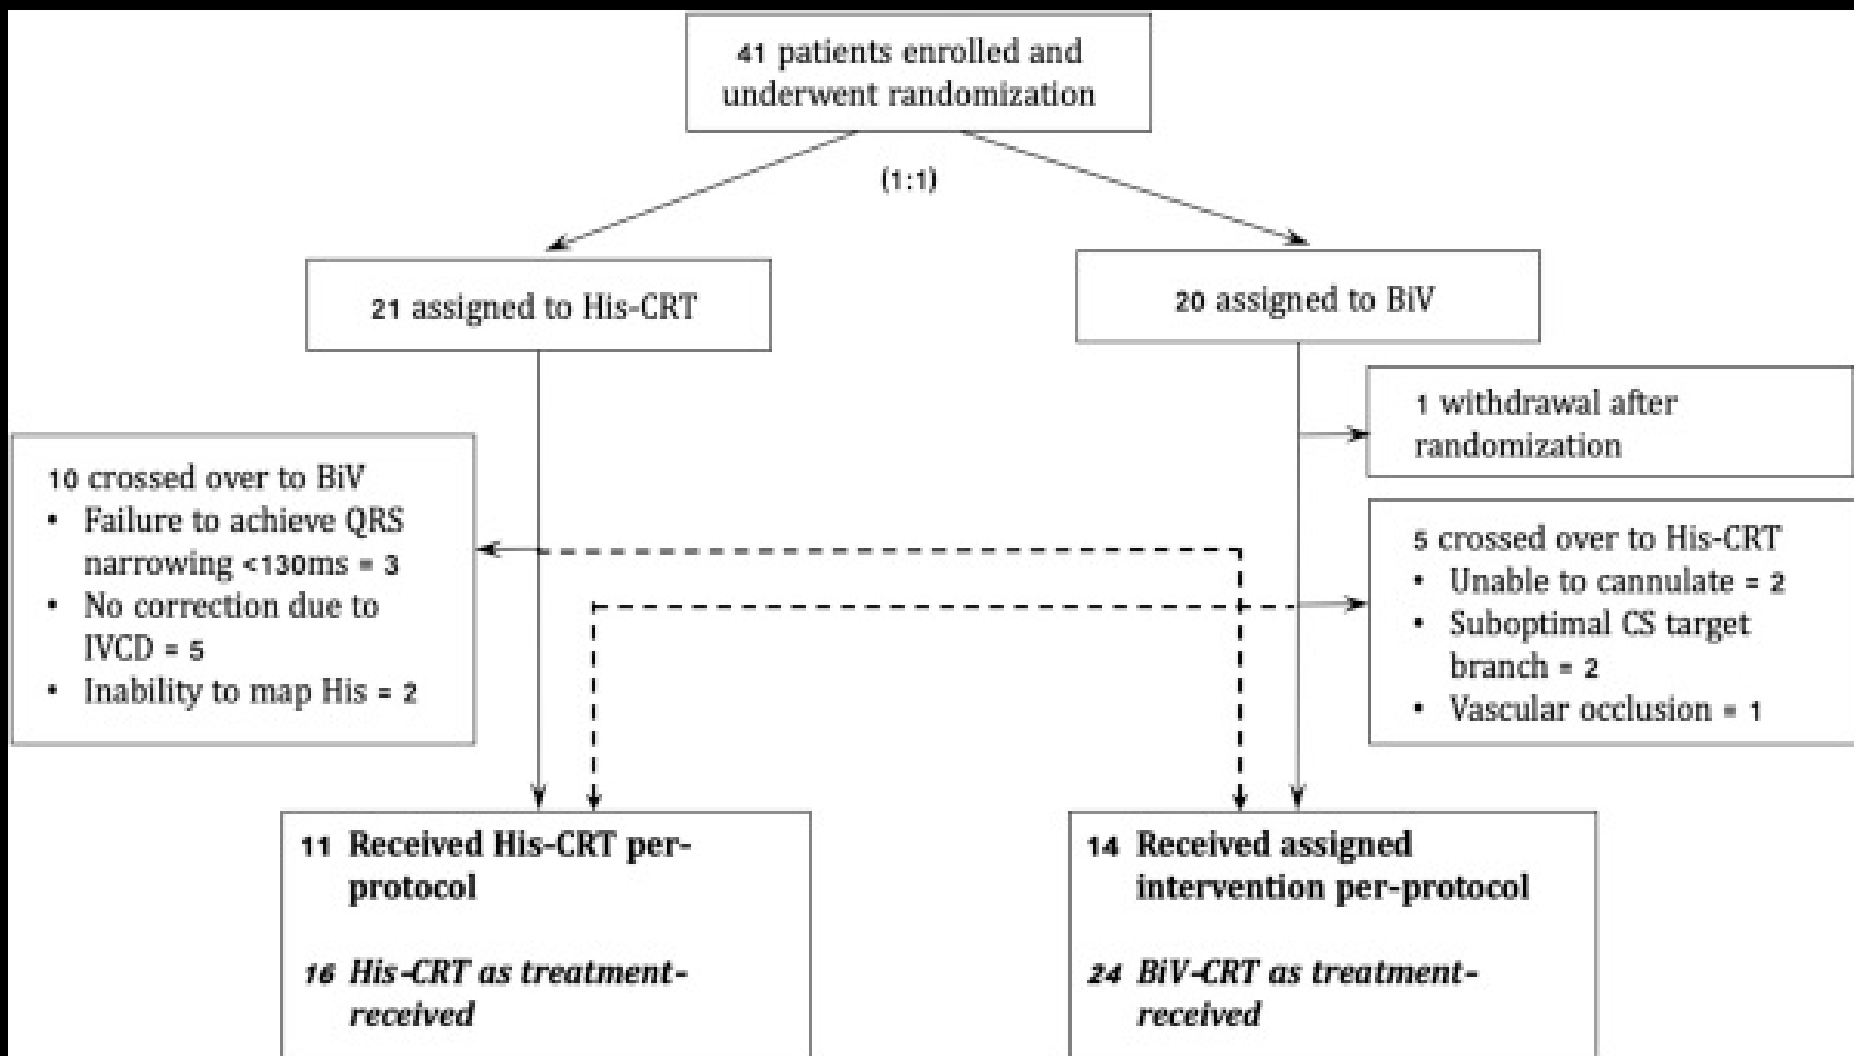 41 patients enrolled and
underwent randomization
(1:1)
21 assigned to His-CRT
20 assigned to BiV
1 withdrawal after
randomization
10 crossed over to BiV
• Failure to achieve QRS
narrowing <130ms = 3
• No correction due to
IVCD = 5
• Inability to map His = 2
5 crossed over to His-CRT
• Unable to cannulate = 2
• Suboptimal CS target
branch = 2
• Vascular occlusion = 1
11 Received His-CRT per-
protocol
16 His-CRT as treatment-
received
14 Received assigned
intervention per-protocol
24 BiV-CRT as treatment-
received